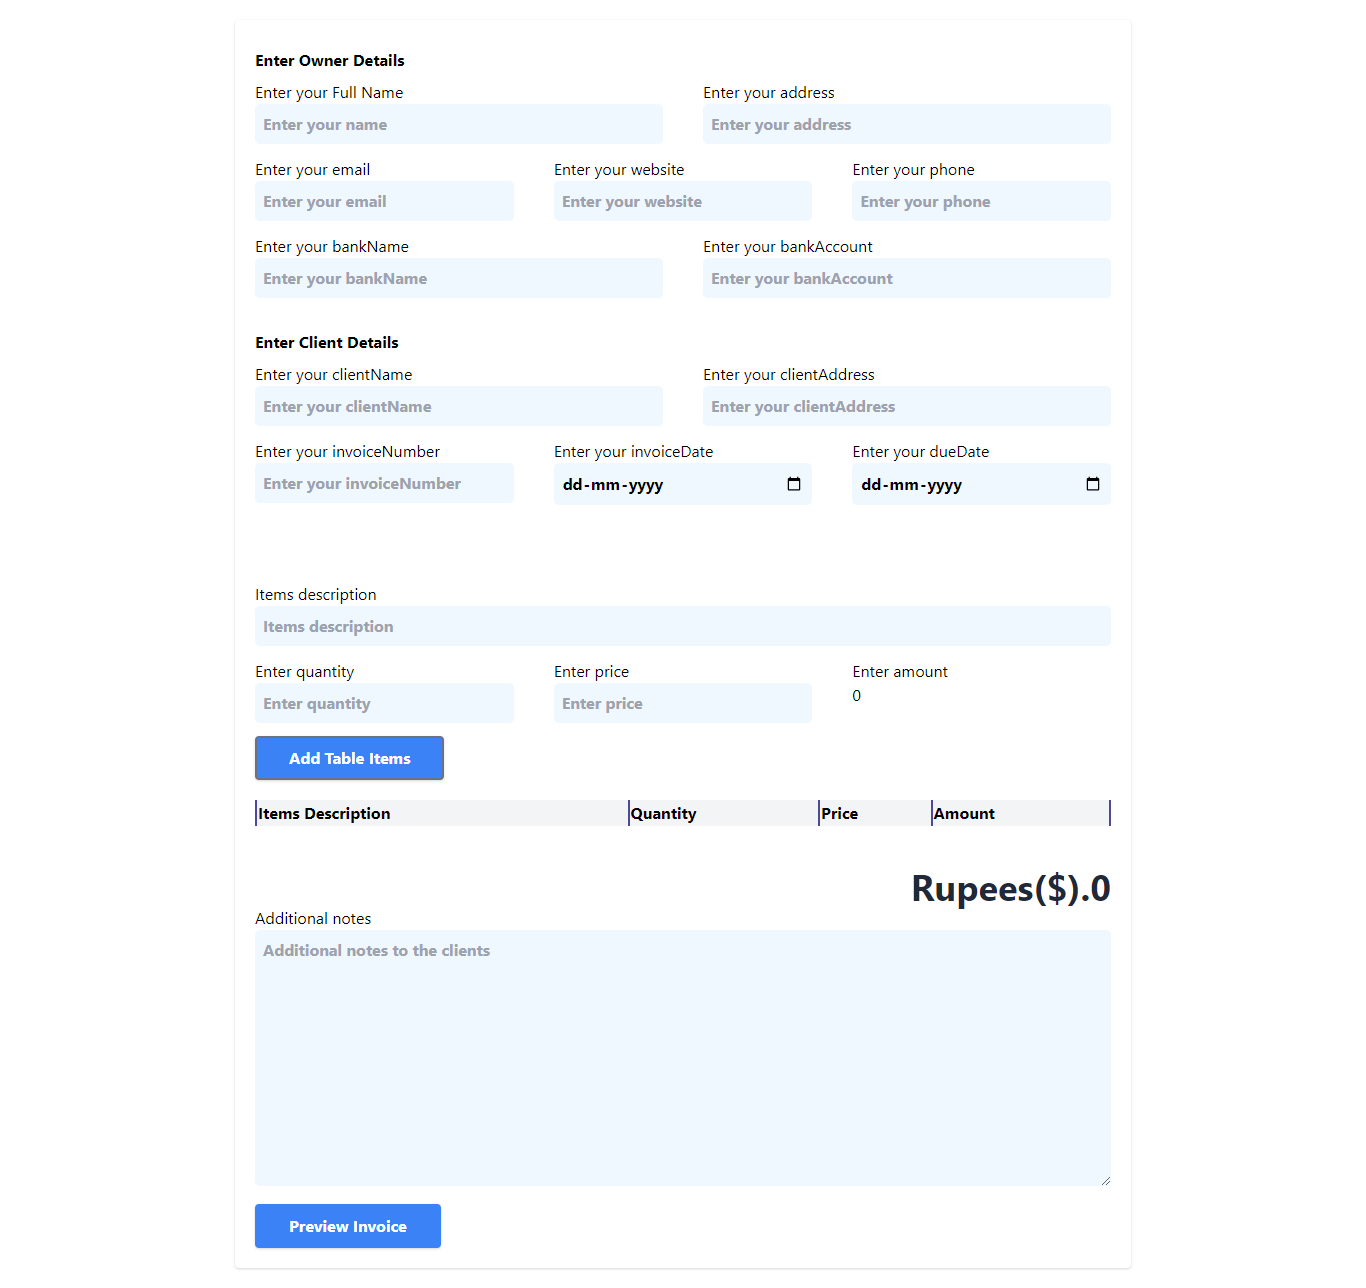 Enter Owner Details
Enter your Full Name Enter your address
Enter your name Enter your address
Enter your email Enter your website Enter your phone
Enter your email Enter your website Enter your phone
Enter your bankName Enter your bankAccount
Enter your bankName Enter your bankAccount
Enter Client Details
Enter your clientName Enter your clientAddress
Enter your clientName Enter your clientAddress
Enter your invoiceNumber Enter your invoiceDate Enter your dueDate
Enter your invoiceNumber dd-mm-yyyy dd-mm-yyyy
Items description
Items description
Enter quantity Enter price Enter amount
Enter quantity Enter price 0
Add Table Items
Items Description Quantity Price Amount
Rupees($).0
Additional notes
Additional notes to the clients
Preview Invoice